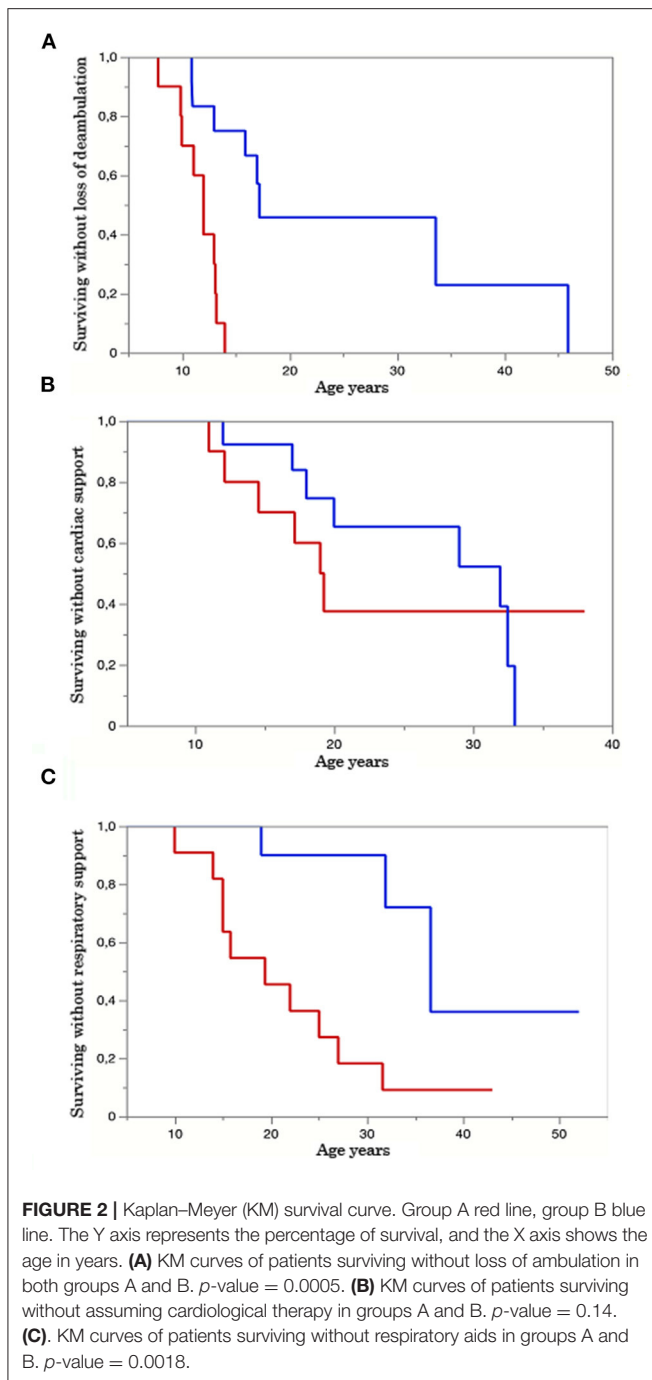 A
Surviving without loss of deambulation
1,0
0,8
0,6
0,4
0,2
0
10 20 30 40 50
Age years
B
Surviving without cardiac support
1,0
0,8
0,6
0,4
0,2
0
10 20 30 40
Age years
C
Surviving without respiratory support
1,0
0,8
0,6
0,4
0,2
0
10 20 30 40 50
Age years
FIGURE 2 | Kaplan–Meyer (KM) survival curve. Group A red line, group B blue
line. The Y axis represents the percentage of survival, and the X axis shows the
age in years. (A) KM curves of patients surviving without loss of ambulation in
both groups A and B. p-value = 0.0005. (B) KM curves of patients surviving
without assuming cardiological therapy in groups A and B. p-value = 0.14.
(C). KM curves of patients surviving without respiratory aids in groups A and
B. p-value = 0.0018.